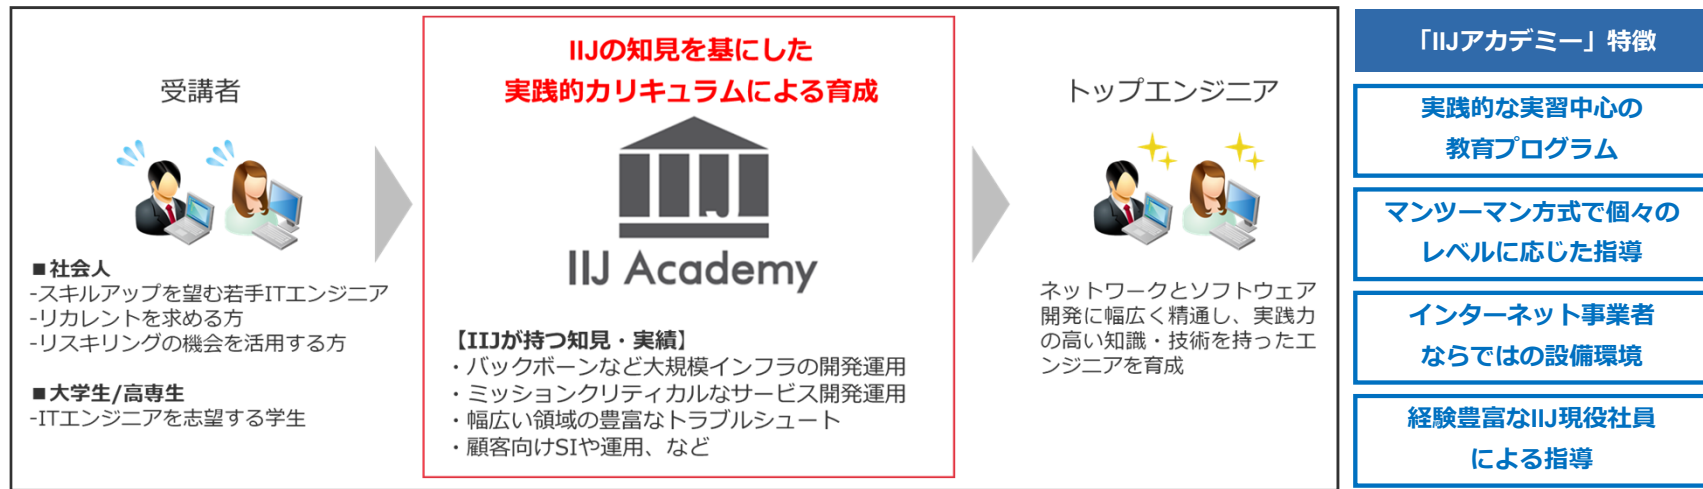 受講者
■社会人
-スキルアップを望む若手ITエンジニア
-リカレントを求める方
-リスキリングの機会を活用する方
■大学生/高専生
-ITエンジニアを志望する学生
IIJの知見を基にした
実践的カリキュラムによる育成
IIJ
IIJ Academy
【IIJが持つ知見・実績】
・バックボーンなど大規模インフラの開発運用
・ミッションクリティカルなサービス開発運用
・幅広い領域の豊富なトラブルシュート
・顧客向けSIや運用、など
トップエンジニア
ネットワークとソフトウェア
開発に幅広く精通し、実践力
の高い知識・技術を持ったエ
ンジニアを育成
「IIJアカデミー」特徴
実践的な実習中心の
教育プログラム
マンツーマン方式で個々の
レベルに応じた指導
インターネット事業者
ならではの設備環境
経験豊富なIIJ現役社員
による指導